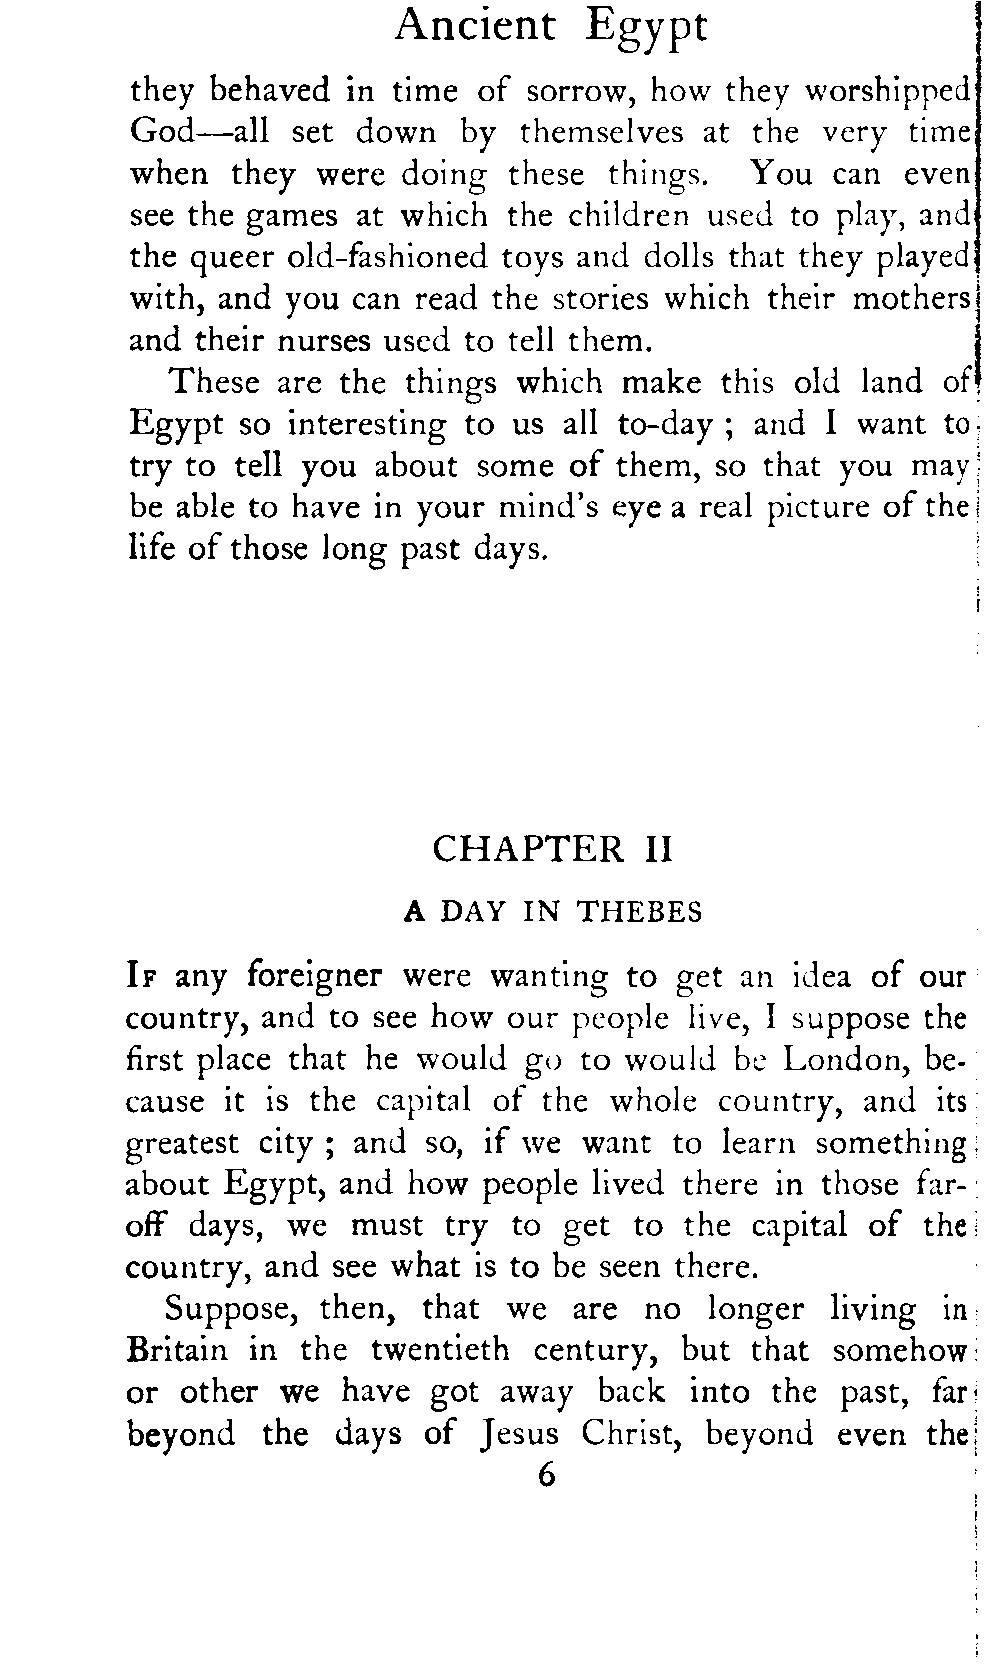 Ancient Egypt
they behaved in time of sorrow, how they worshipped
God—all set down by themselves at the very time
when they were doing these things. You can even
see the games at which the children used to play, and
the queer old-fashioned toys and dolls that they played
with, and you can read the stories which their mothers
and their nurses used to tell them.
These are the things which make this old land of
Egypt so interesting to us all to-day ; and I want to
try to tell you about some of them, so that you may
be able to have in your mind's eye a real picture of the
life of those long past days.
CHAPTER II
A DAY IN THEBES
IF any foreigner were wanting to get an idea of our
country, and to see how our people live, I suppose the
first place that he would go to would be London, be-
cause it is the capital of the whole country, and its
greatest city ; and so, if we want to learn something
about Egypt, and how people lived there in those far-
off days, we must try to get to the capital of the
country, and see what is to be seen there.
Suppose, then, that we are no longer living in
Britain in the twentieth century, but that somehow
or other we have got away back into the past, far
beyond the days of Jesus Christ, beyond even the
6